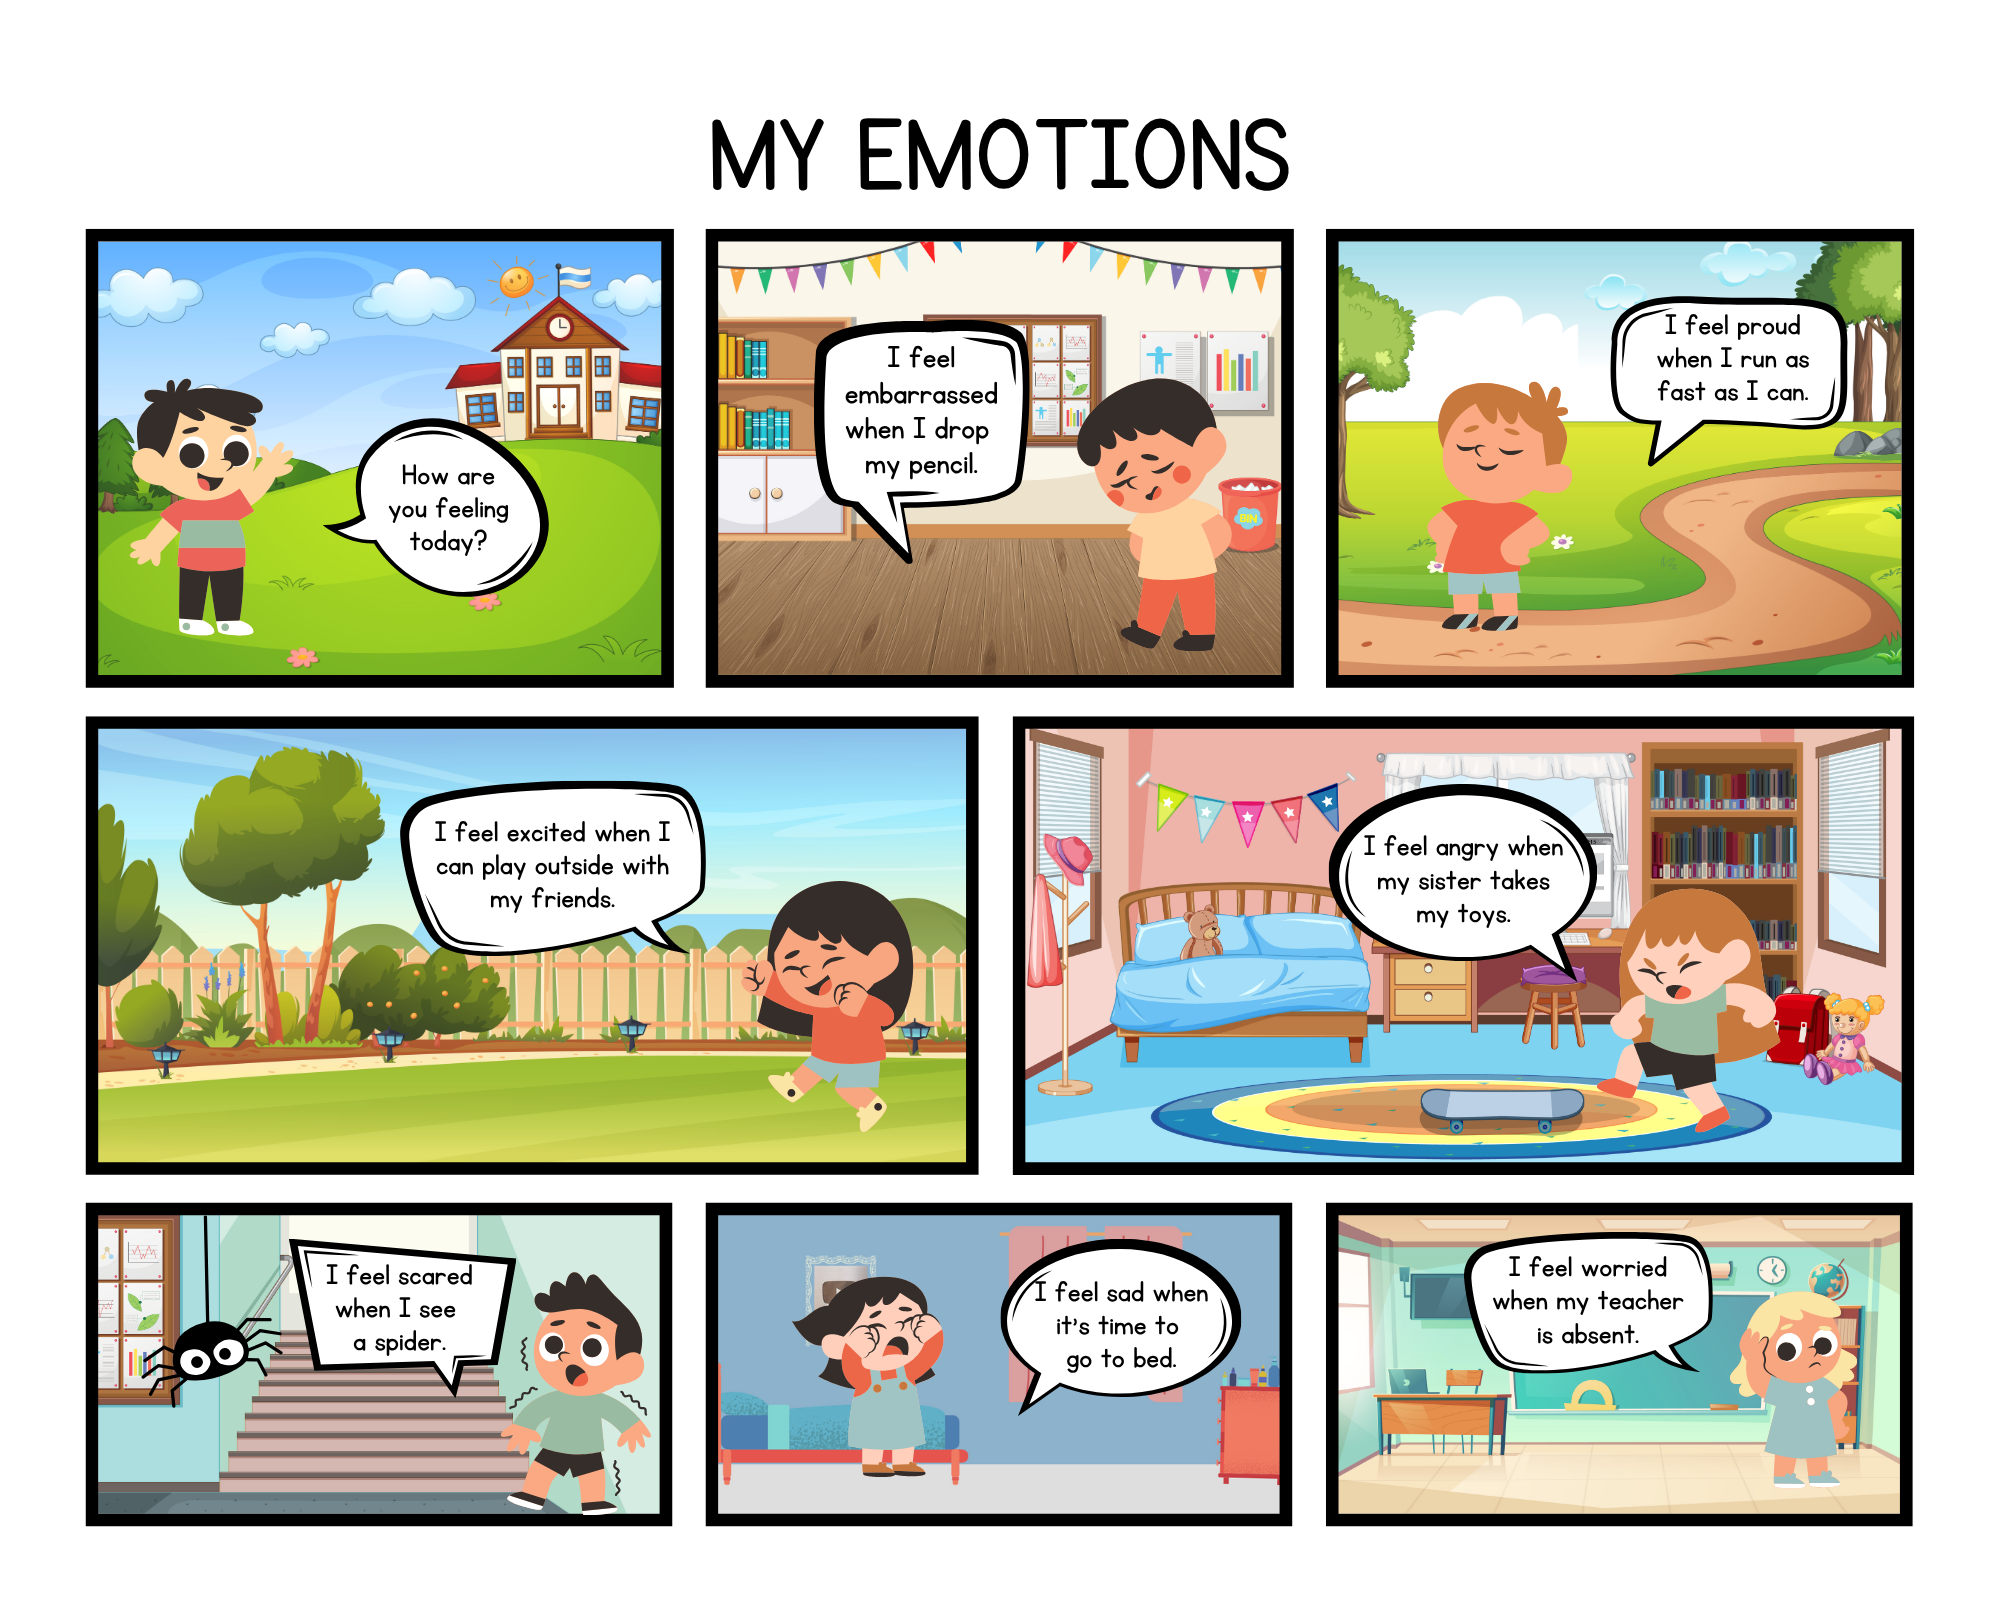 MY EMOTIONS
How are
you feeling
today?
I feel
embarrassed
when I drop
my pencil.
BIN
I feel proud
when I run as
fast as I can.
I feel excited when I
can play outside with
my friends.
I feel angry when
my sister takes
my toys.
I feel scared
when I see
a spider.
I feel sad when
it's time to
go to bed.
I feel worried
when my teacher
is absent.